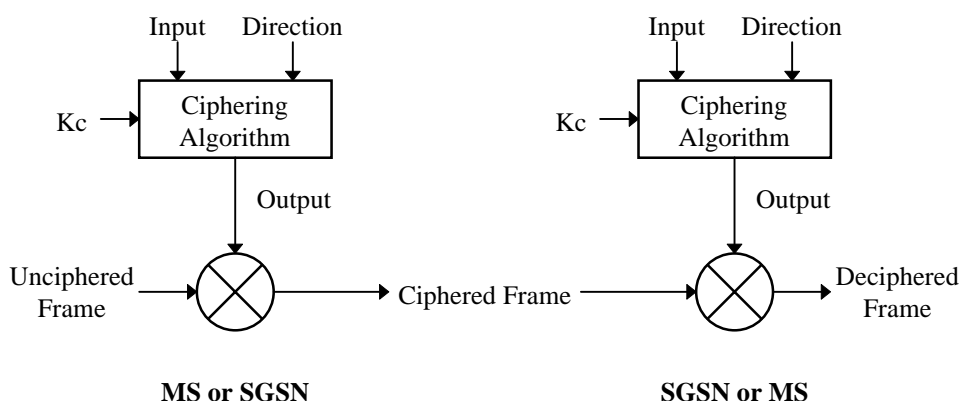 Input Direction Input Direction
Kc Ciphering Algorithm Kc Ciphering Algorithm
Output Output
Unciphered Frame Ciphered Frame Deciphered Frame
MS or SGSN SGSN or MS